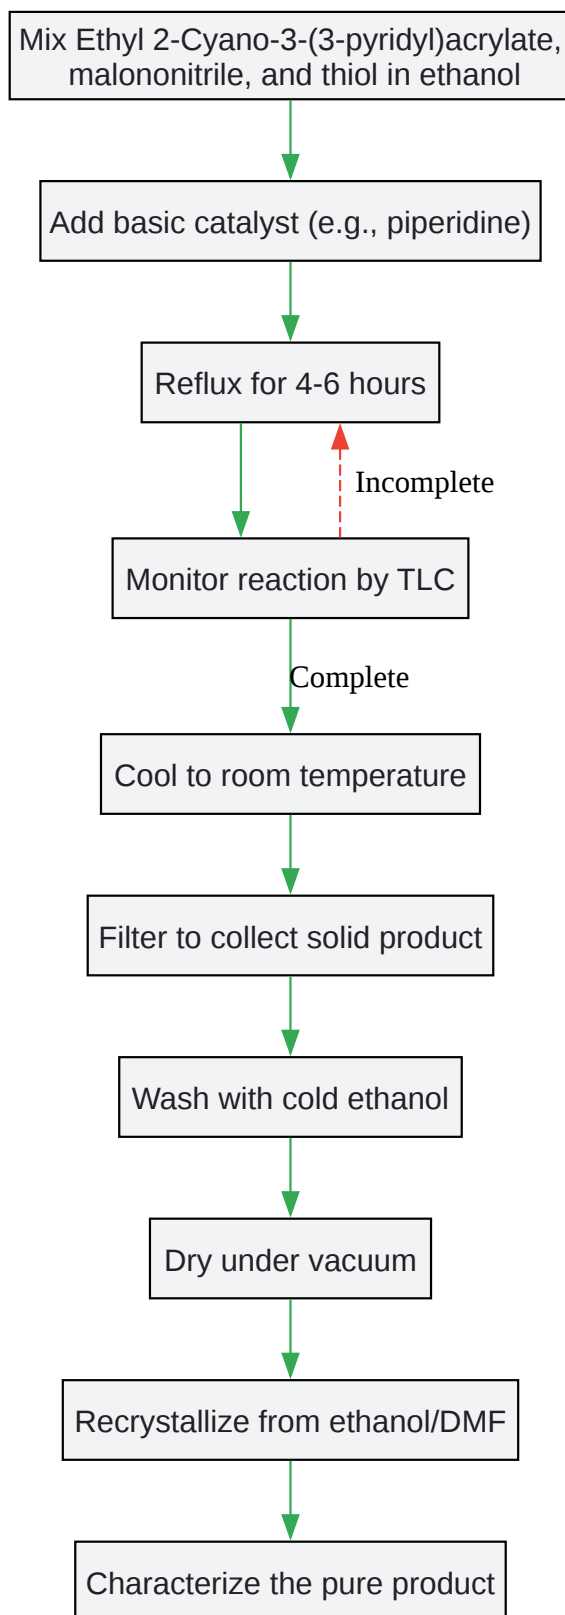 Mix Ethyl 2-Cyano-3-(3-pyridyl)acrylate,
malononitrile, and thiol in ethanol
Add basic catalyst (e.g., piperidine)
Reflux for 4-6 hours
Incomplete
Monitor reaction by TLC
Complete
Cool to room temperature
Filter to collect solid product
Wash with cold ethanol
Dry under vacuum
Recrystallize from ethanol/DMF
Characterize the pure product